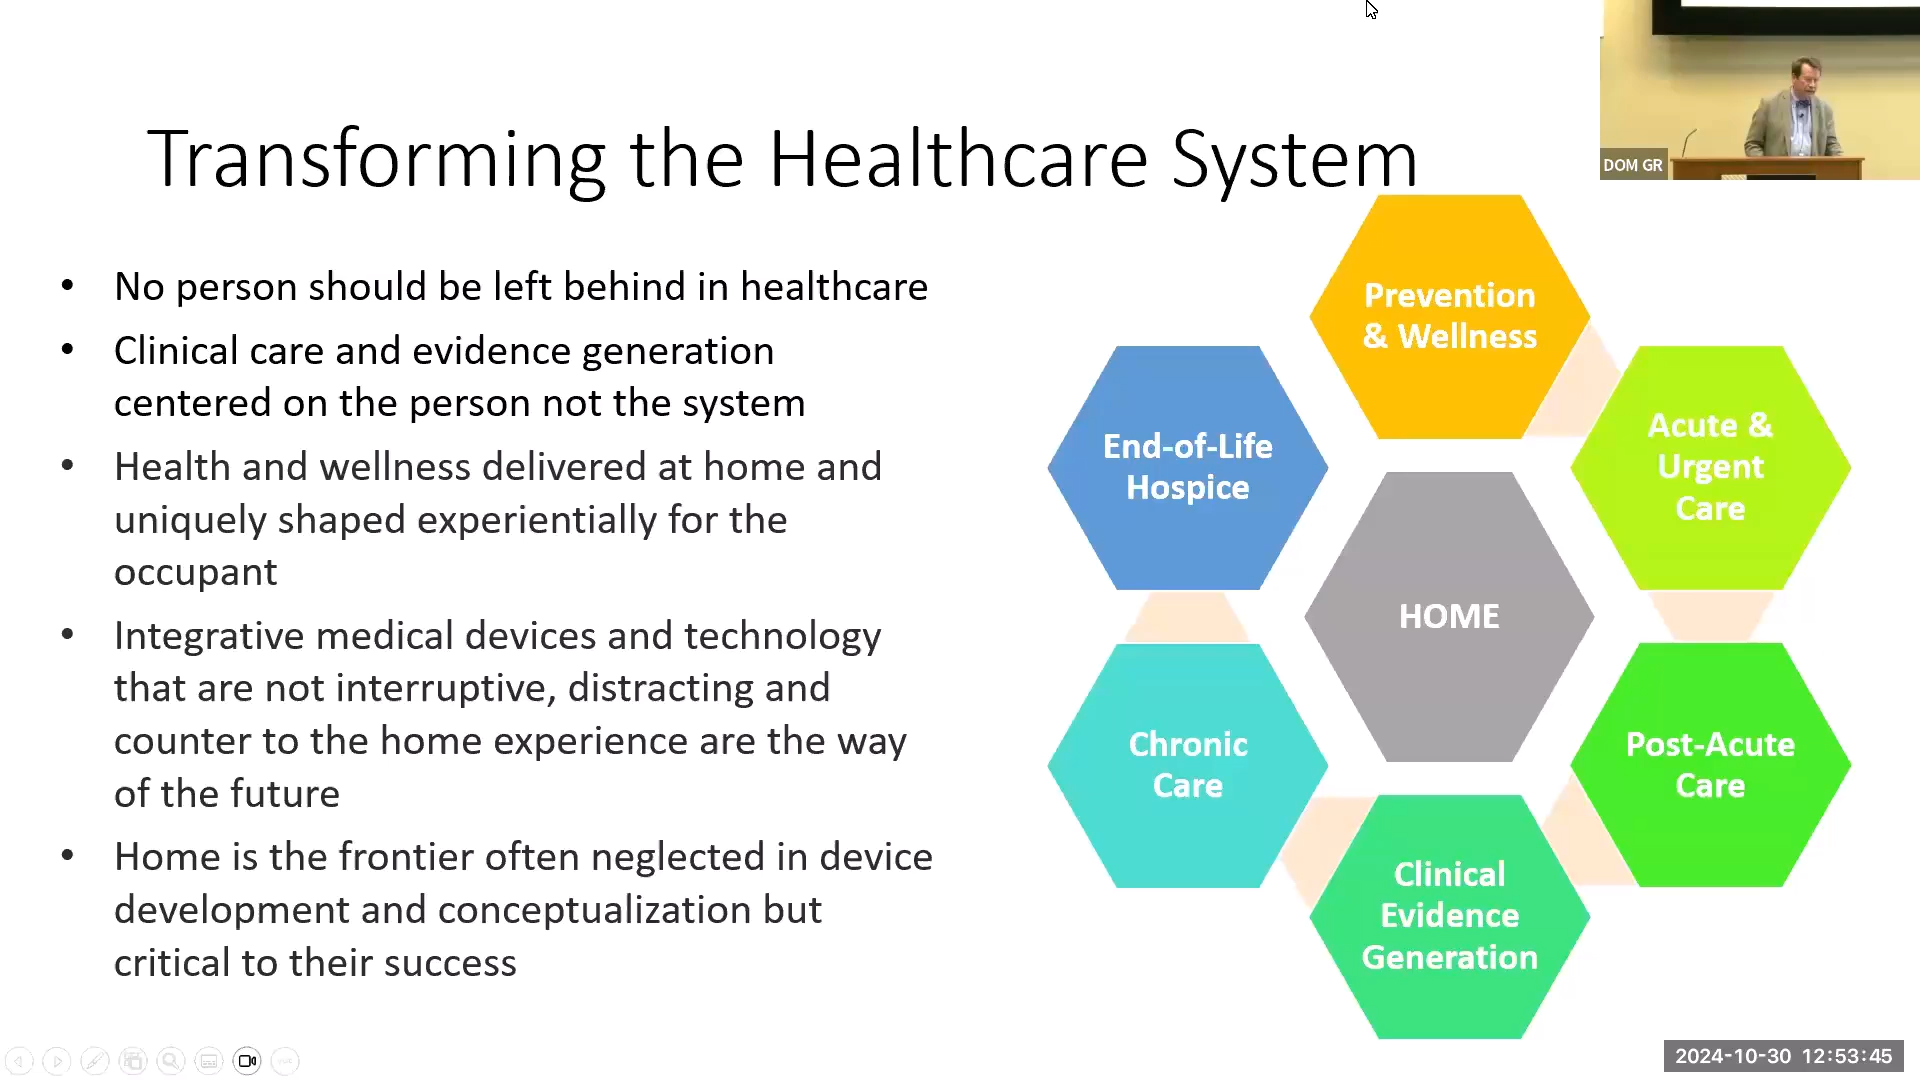 Transforming the Healthcare System
DOM GR
• No person should be left behind in healthcare
• Clinical care and evidence generation
centered on the person not the system
• Health and wellness delivered at home and
uniquely shaped experientially for the
occupant
• Integrative medical devices and technology
that are not interruptive, distracting and
counter to the home experience are the way
of the future
• Home is the frontier often neglected in device
development and conceptualization but
critical to their success
Prevention
& Wellness
Acute &
Urgent
Care
Post-Acute
Care
Clinical
Evidence
Generation
Chronic
Care
End-of-Life
Hospice
HOME
2024-10-30 12:53:45